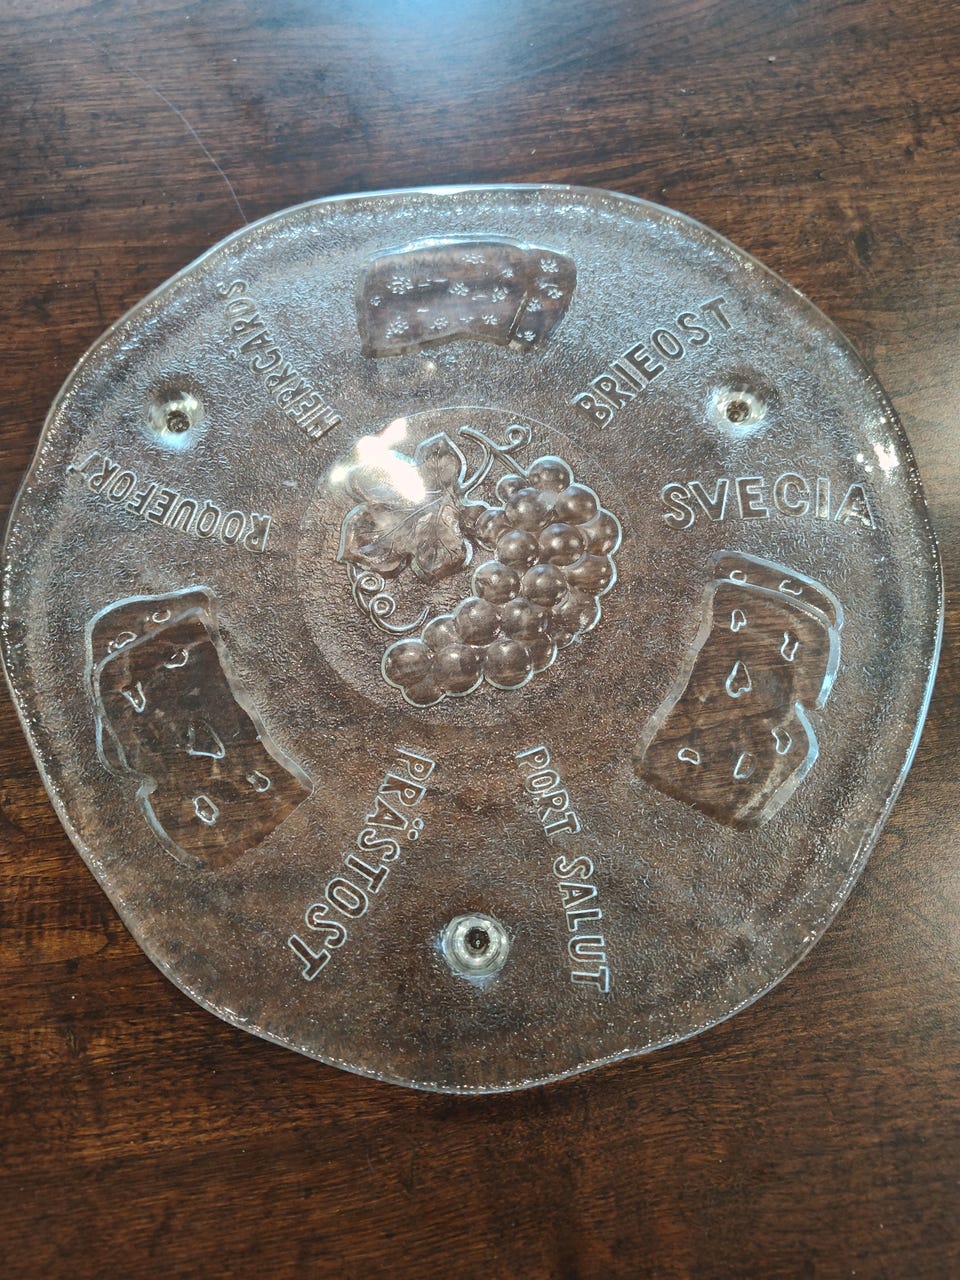 BRIEOST
SVECIA
PORT SALUT
PRÄSTOST
ROQUEFORT
HERRGÅRDS